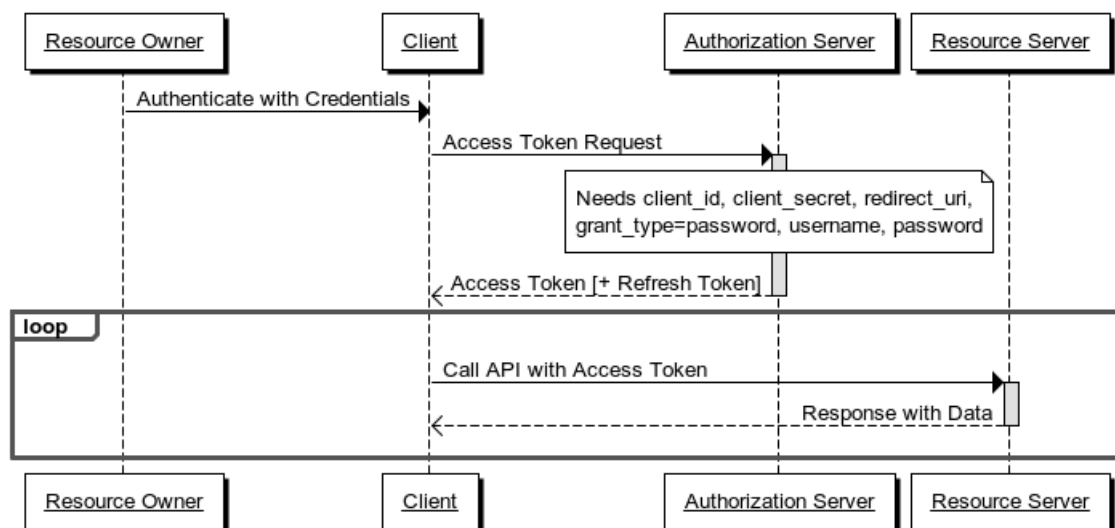 Resource Owner
Client
Authorization Server
Resource Server
Authenticate with Credentials
Access Token Request
Needs client_id, client_secret, redirect_uri,
grant_type=password, username, password
Access Token [+ Refresh Token]
loop
Call API with Access Token
Response with Data
Resource Owner
Client
Authorization Server
Resource Server